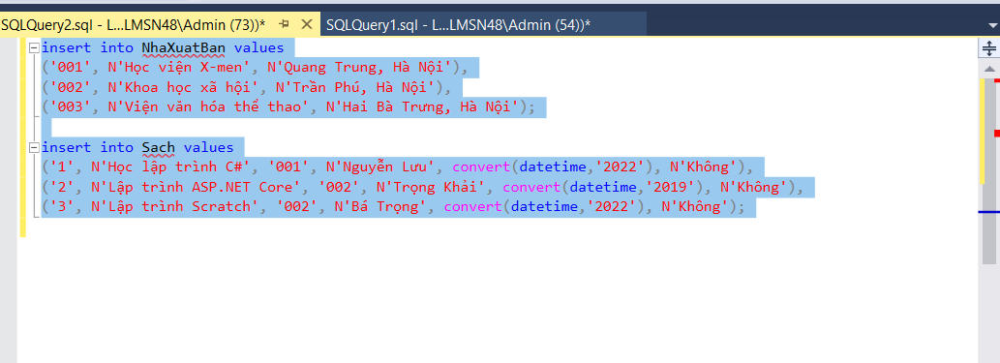 SQLQuery2.sql - L...LMSN48\Admin (73))* SQLQuery1.sql - L...LMSN48\Admin (54))*
insert into NhaXuatBan values
('001', N'Học viện X-men', N'Quang Trung, Hà Nội'),
('002', N'Khoa học xã hội', N'Trần Phú, Hà Nội'),
('003', N'Viện văn hóa thể thao', N'Hai Bà Trưng, Hà Nội');
insert into Sach values
('1', N'Học lập trình C#', '001', N'Nguyễn Lưu', convert(datetime,'2022'), N'Không'),
('2', N'Lập trình ASP.NET Core', '002', N'Trọng Khải', convert(datetime,'2019'), N'Không'),
('3', N'Lập trình Scratch', '002', N'Bá Trọng', convert(datetime,'2022'), N'Không');